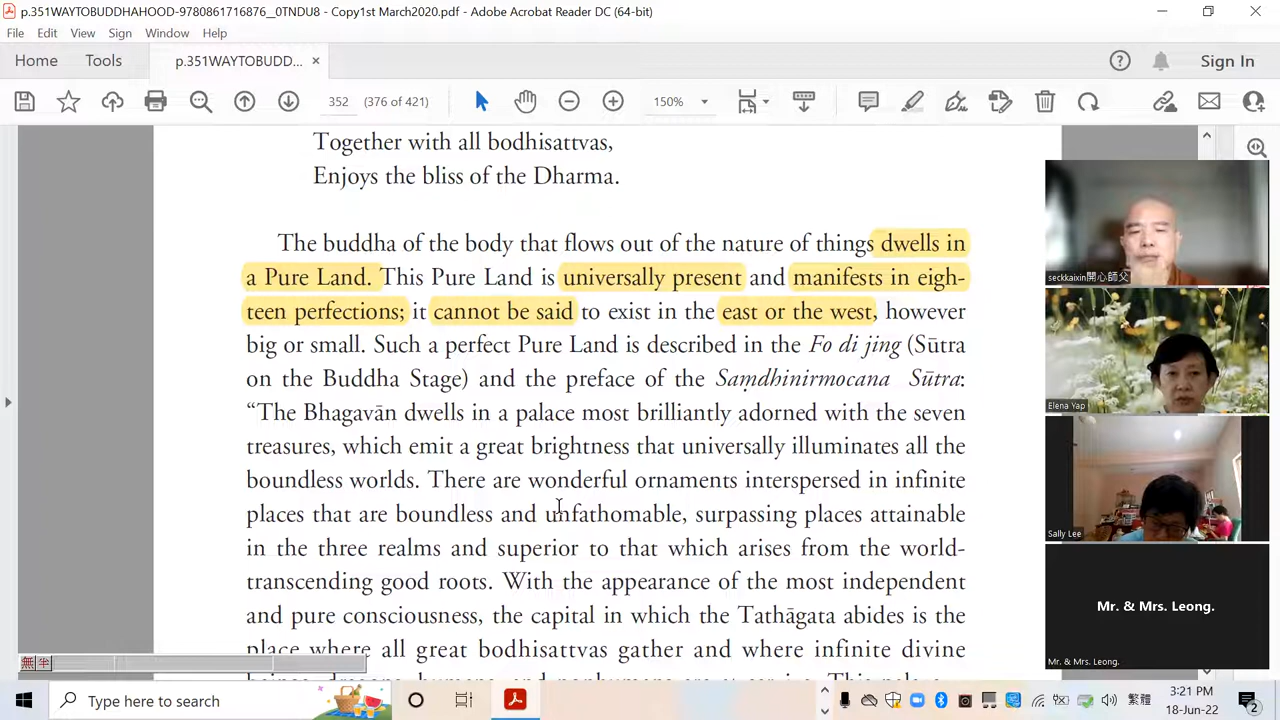 p.351WAYTOBUDDHAHOOD-9780861716876__0TNDU8 - Copy1st March2020.pdf - Adobe Acrobat Reader DC (64-bit)
File Edit View Sign Window Help
Home Tools p.351WAYTOBUDD... × Sign In
352 (376 of 421) 150%
Together with all bodhisattvas,
Enjoys the bliss of the Dharma.
The buddha of the body that flows out of the nature of things dwells in
a Pure Land. This Pure Land is universally present and manifests in eigh-
teen perfections; it cannot be said to exist in the east or the west, however
big or small. Such a perfect Pure Land is described in the Fo di jing (Sūtra
on the Buddha Stage) and the preface of the Saṃdhinirmocana Sūtra:
“The Bhagavān dwells in a palace most brilliantly adorned with the seven
treasures, which emit a great brightness that universally illuminates all the
boundless worlds. There are wonderful ornaments interspersed in infinite
places that are boundless and unfathomable, surpassing places attainable
in the three realms and superior to that which arises from the world-
transcending good roots. With the appearance of the most independent
and pure consciousness, the capital in which the Tathāgata abides is the
place where all great bodhisattvas gather and where infinite divine
seckkaixin開心師父
Elena Yap
Sally Lee
Mr. & Mrs. Leong.
Mr. & Mrs. Leong.
Type here to search
繁體
3:21 PM
18-Jun-22
2